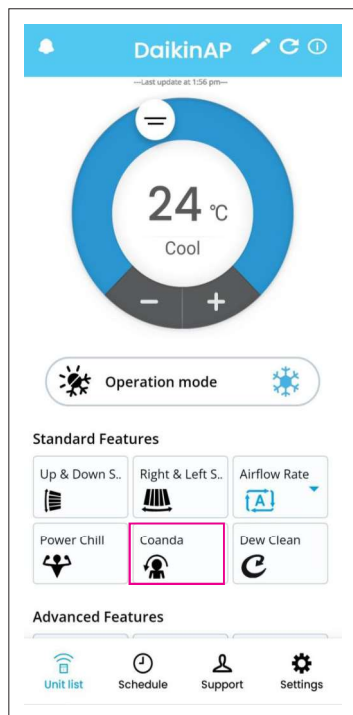 DaikinAP
---Last update at 1:56 pm---
24 °C
Cool
− +
Operation mode
Standard Features
Up & Down S..
Right & Left S..
Airflow Rate
A
Power Chill
Coanda
Dew Clean
Advanced Features
Unit list
Schedule
Support
Settings